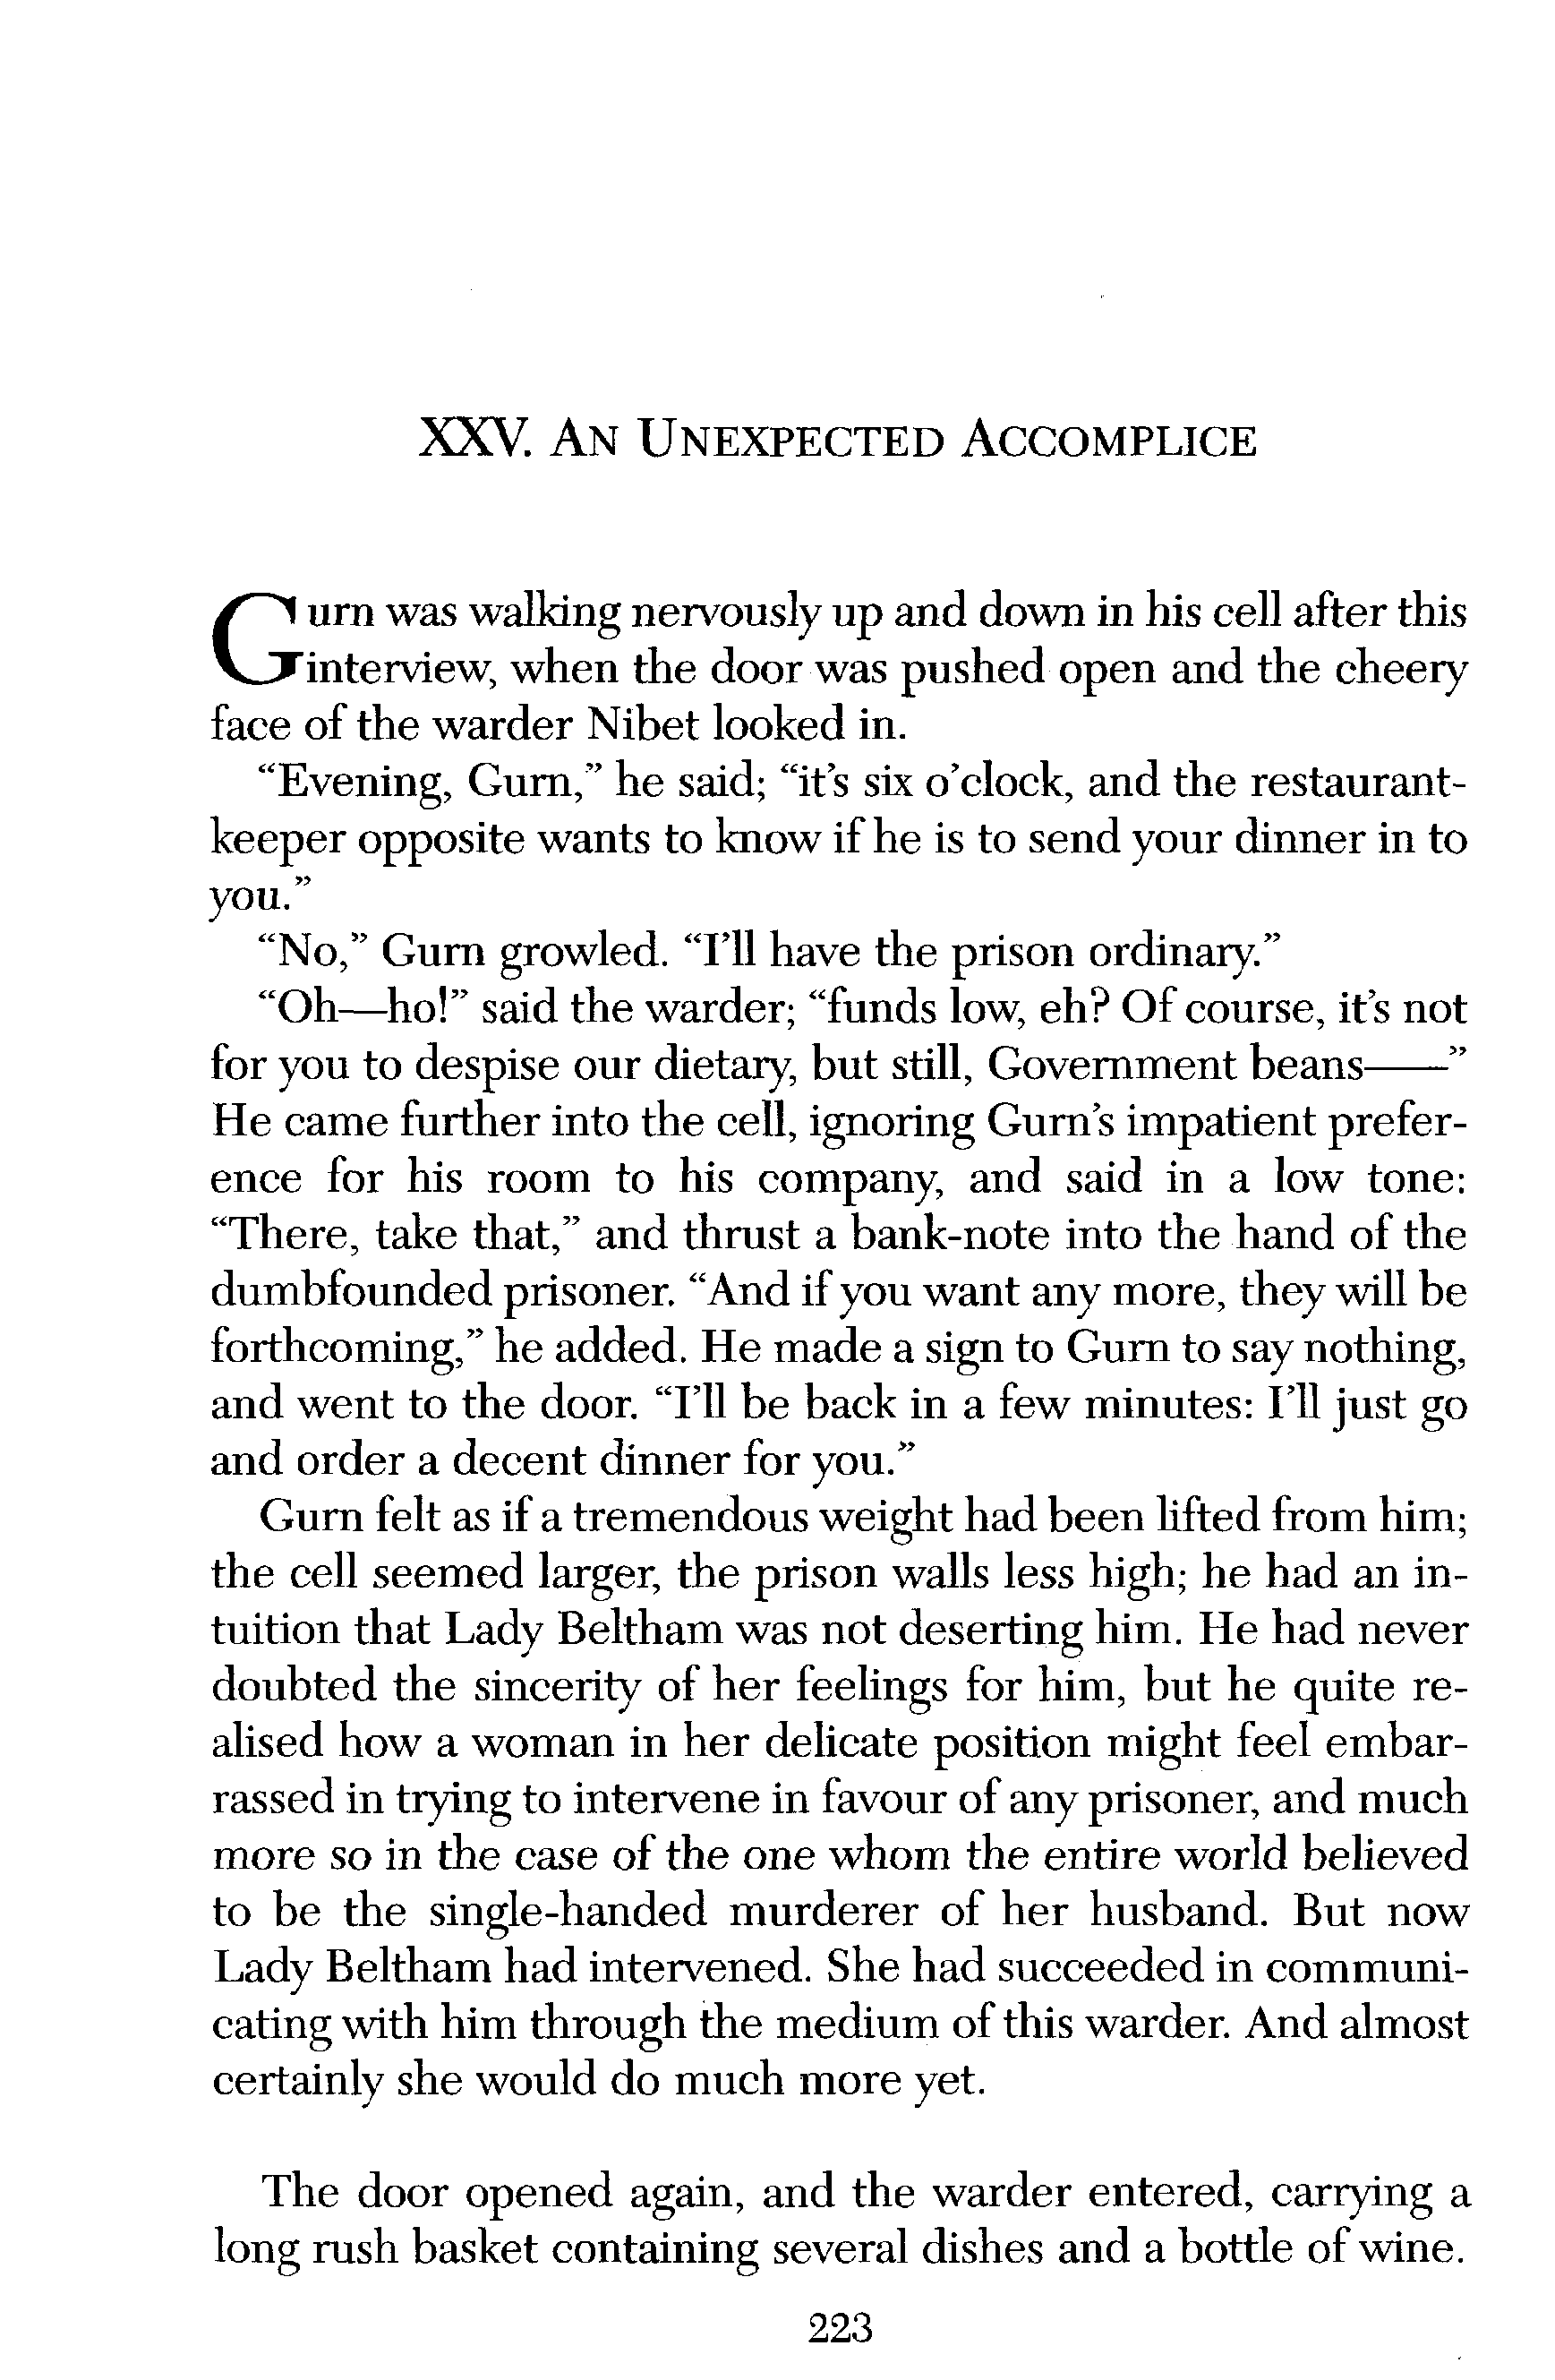 XXV. AN UNEXPECTED ACCOMPLICE
Gurn was walking nervously up and down in his cell after this
interview, when the door was pushed open and the cheery
face of the warder Nibet looked in.
“Evening, Gurn,” he said; “it’s six o’clock, and the restaurant-
keeper opposite wants to know if he is to send your dinner in to
you.”
“No,” Gurn growled. “I’ll have the prison ordinary.”
“Oh—ho!” said the warder; “funds low, eh? Of course, it’s not
for you to despise our dietary, but still, Government beans——”
He came further into the cell, ignoring Gurn’s impatient prefer-
ence for his room to his company, and said in a low tone:
“There, take that,” and thrust a bank-note into the hand of the
dumbfounded prisoner. “And if you want any more, they will be
forthcoming,” he added. He made a sign to Gurn to say nothing,
and went to the door. “I’ll be back in a few minutes: I’ll just go
and order a decent dinner for you.”
Gurn felt as if a tremendous weight had been lifted from him;
the cell seemed larger, the prison walls less high; he had an in-
tuition that Lady Beltham was not deserting him. He had never
doubted the sincerity of her feelings for him, but he quite re-
alised how a woman in her delicate position might feel embar-
rassed in trying to intervene in favour of any prisoner, and much
more so in the case of the one whom the entire world believed
to be the single-handed murderer of her husband. But now
Lady Beltham had intervened. She had succeeded in communi-
cating with him through the medium of this warder. And almost
certainly she would do much more yet.
The door opened again, and the warder entered, carrying a
long rush basket containing several dishes and a bottle of wine.
223